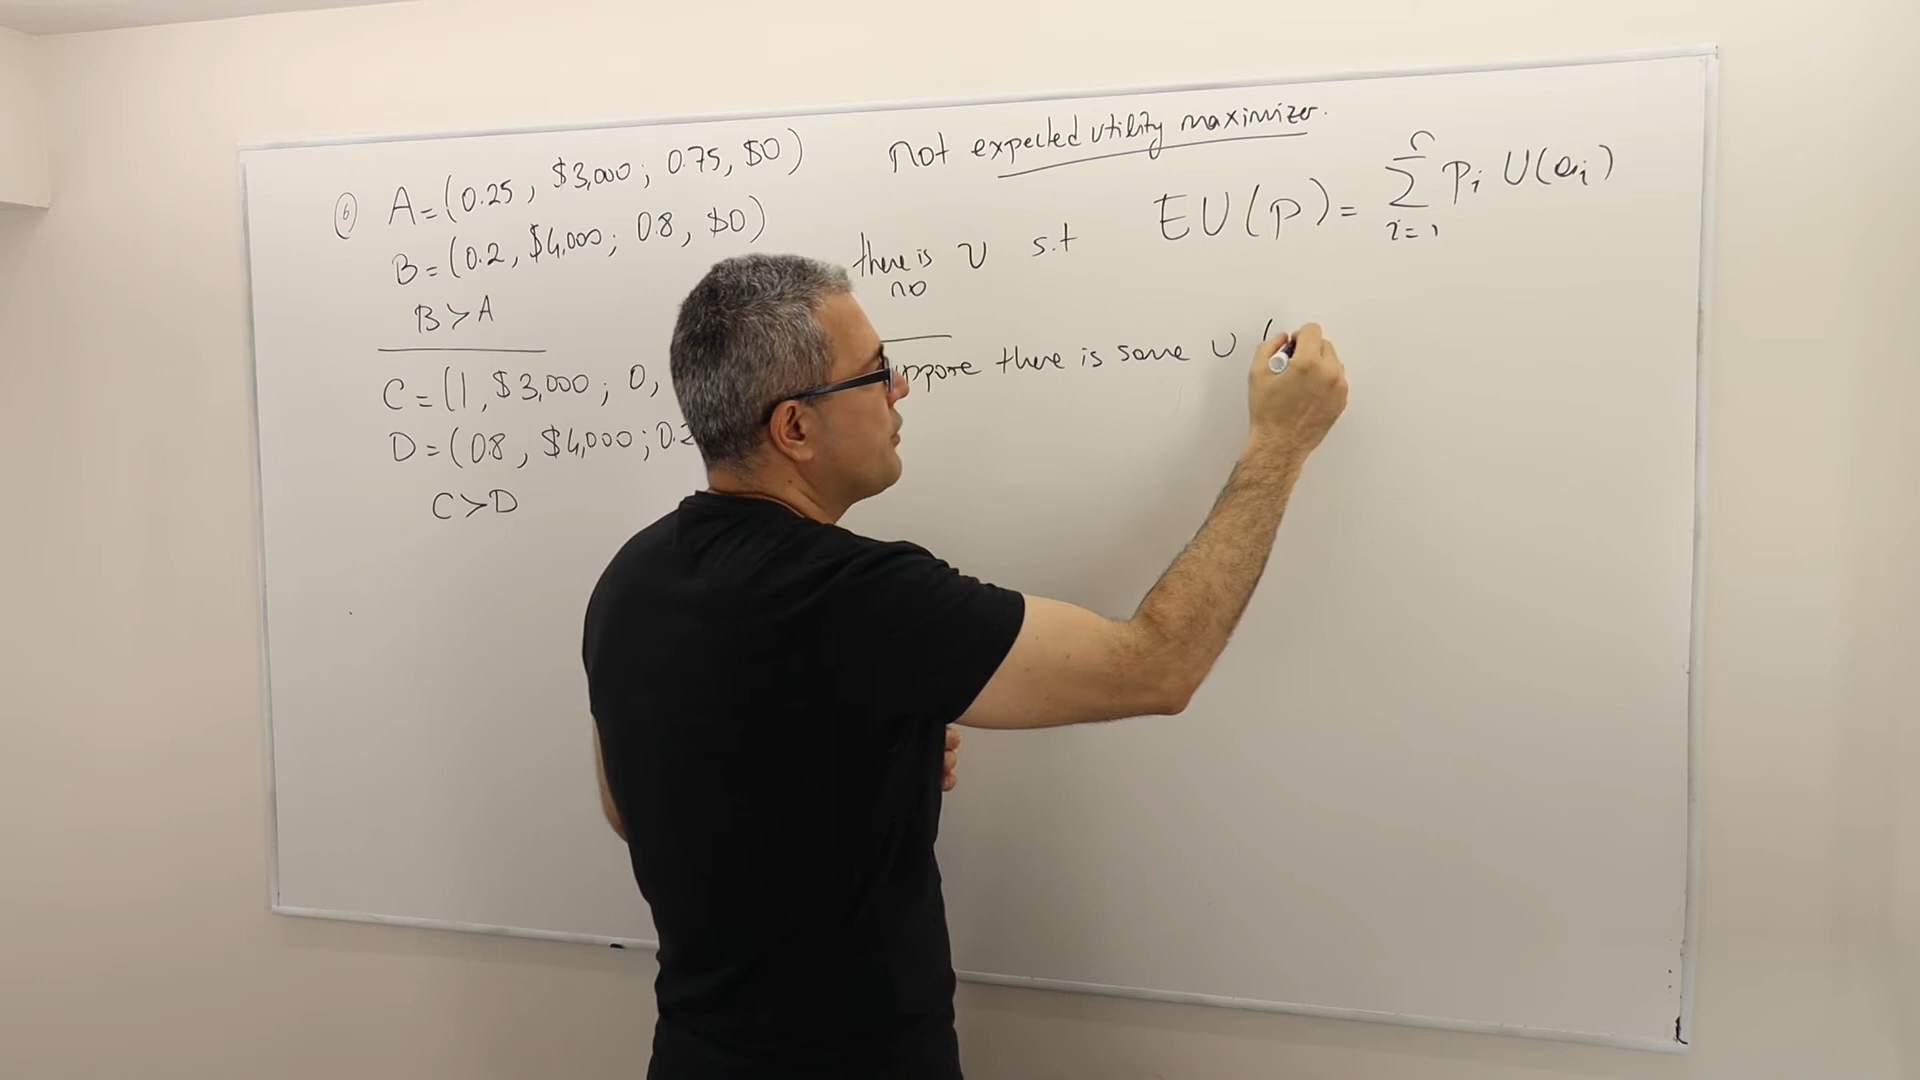 ⑥ A=(0.25, $3,000; 0.75, $0)
B=(0.2, $4,000; 0.8, $0)
B>A
C=(1, $3,000; 0,
D=(0.8, $4,000; 0.2
C>D
not expected utility maximizer.
there is U s.t EU(p)= n∑i=1 pi U(ai)
no
ppose there is some U (